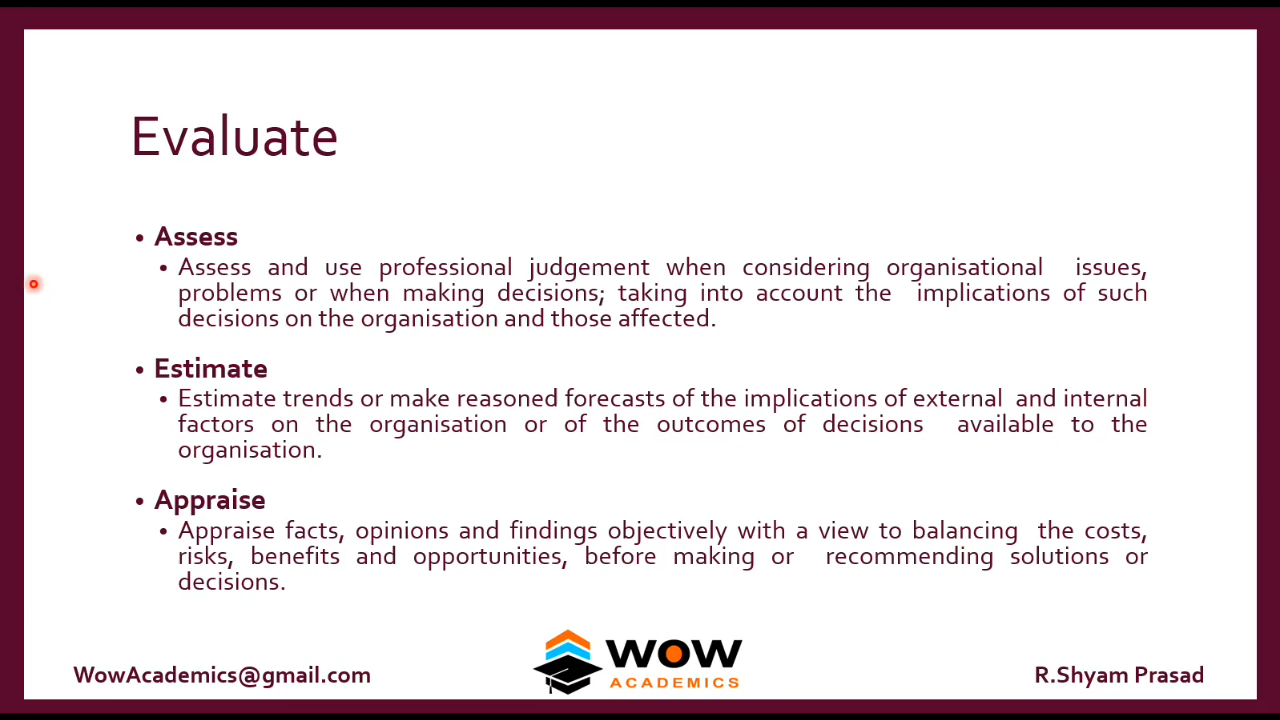 Evaluate
• Assess
• Assess and use professional judgement when considering organisational issues,
problems or when making decisions; taking into account the implications of such
decisions on the organisation and those affected.
• Estimate
• Estimate trends or make reasoned forecasts of the implications of external and internal
factors on the organisation or of the outcomes of decisions available to the
organisation.
• Appraise
• Appraise facts, opinions and findings objectively with a view to balancing the costs,
risks, benefits and opportunities, before making or recommending solutions or
decisions.
WowAcademics@gmail.com
WOW
ACADEMICS
R.Shyam Prasad